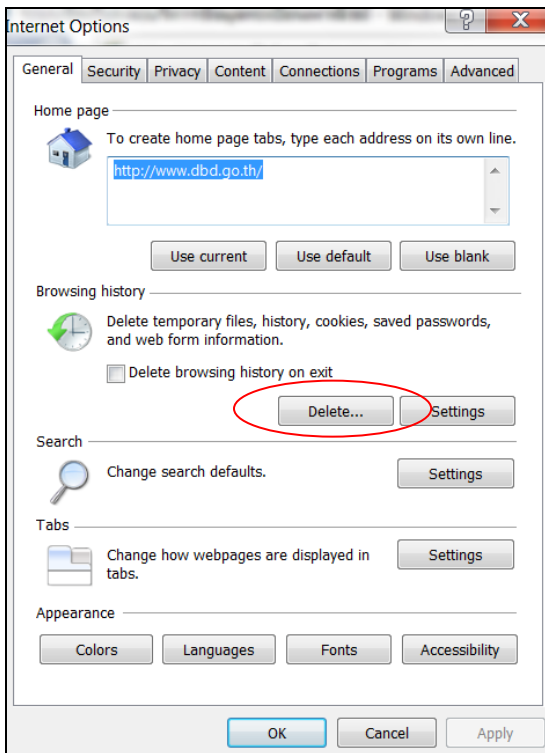 Internet Options
General Security Privacy Content Connections Programs Advanced
Home page
To create home page tabs, type each address on its own line.
http://www.dbd.go.th/
Use current Use default Use blank
Browsing history
Delete temporary files, history, cookies, saved passwords,
and web form information.
Delete browsing history on exit
Delete... Settings
Search
Change search defaults. Settings
Tabs
Change how webpages are displayed in
tabs.
Settings
Appearance
Colors Languages Fonts Accessibility
OK Cancel Apply